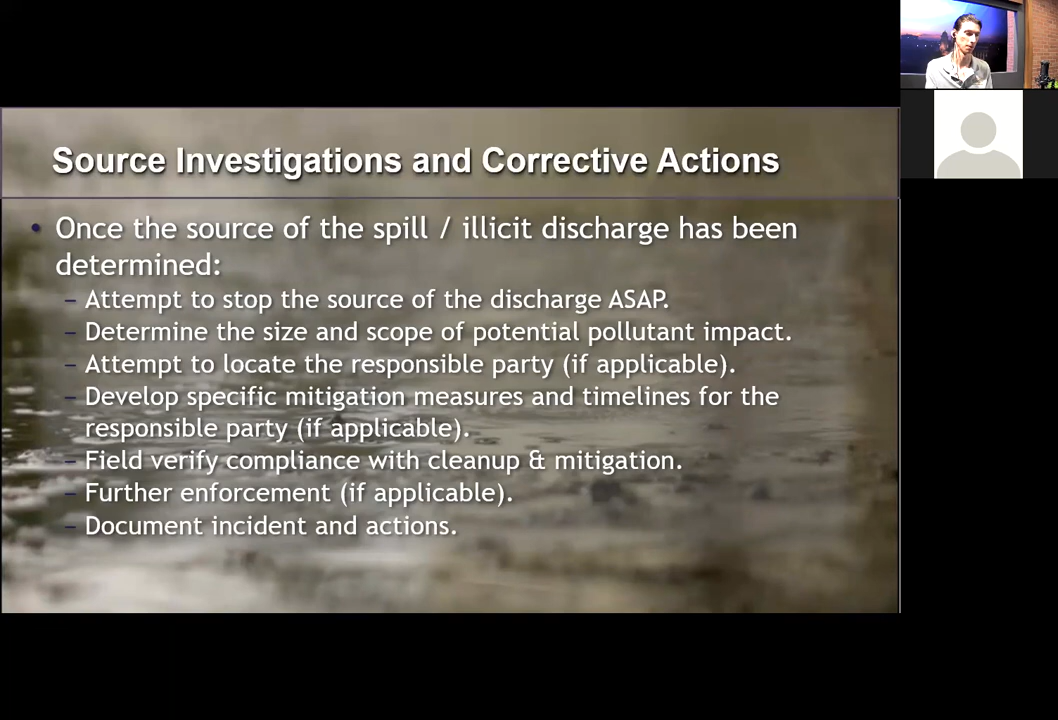 Source Investigations and Corrective Actions
• Once the source of the spill / illicit discharge has been
determined:
– Attempt to stop the source of the discharge ASAP.
– Determine the size and scope of potential pollutant impact.
– Attempt to locate the responsible party (if applicable).
– Develop specific mitigation measures and timelines for the
responsible party (if applicable).
– Field verify compliance with cleanup & mitigation.
– Further enforcement (if applicable).
– Document incident and actions.